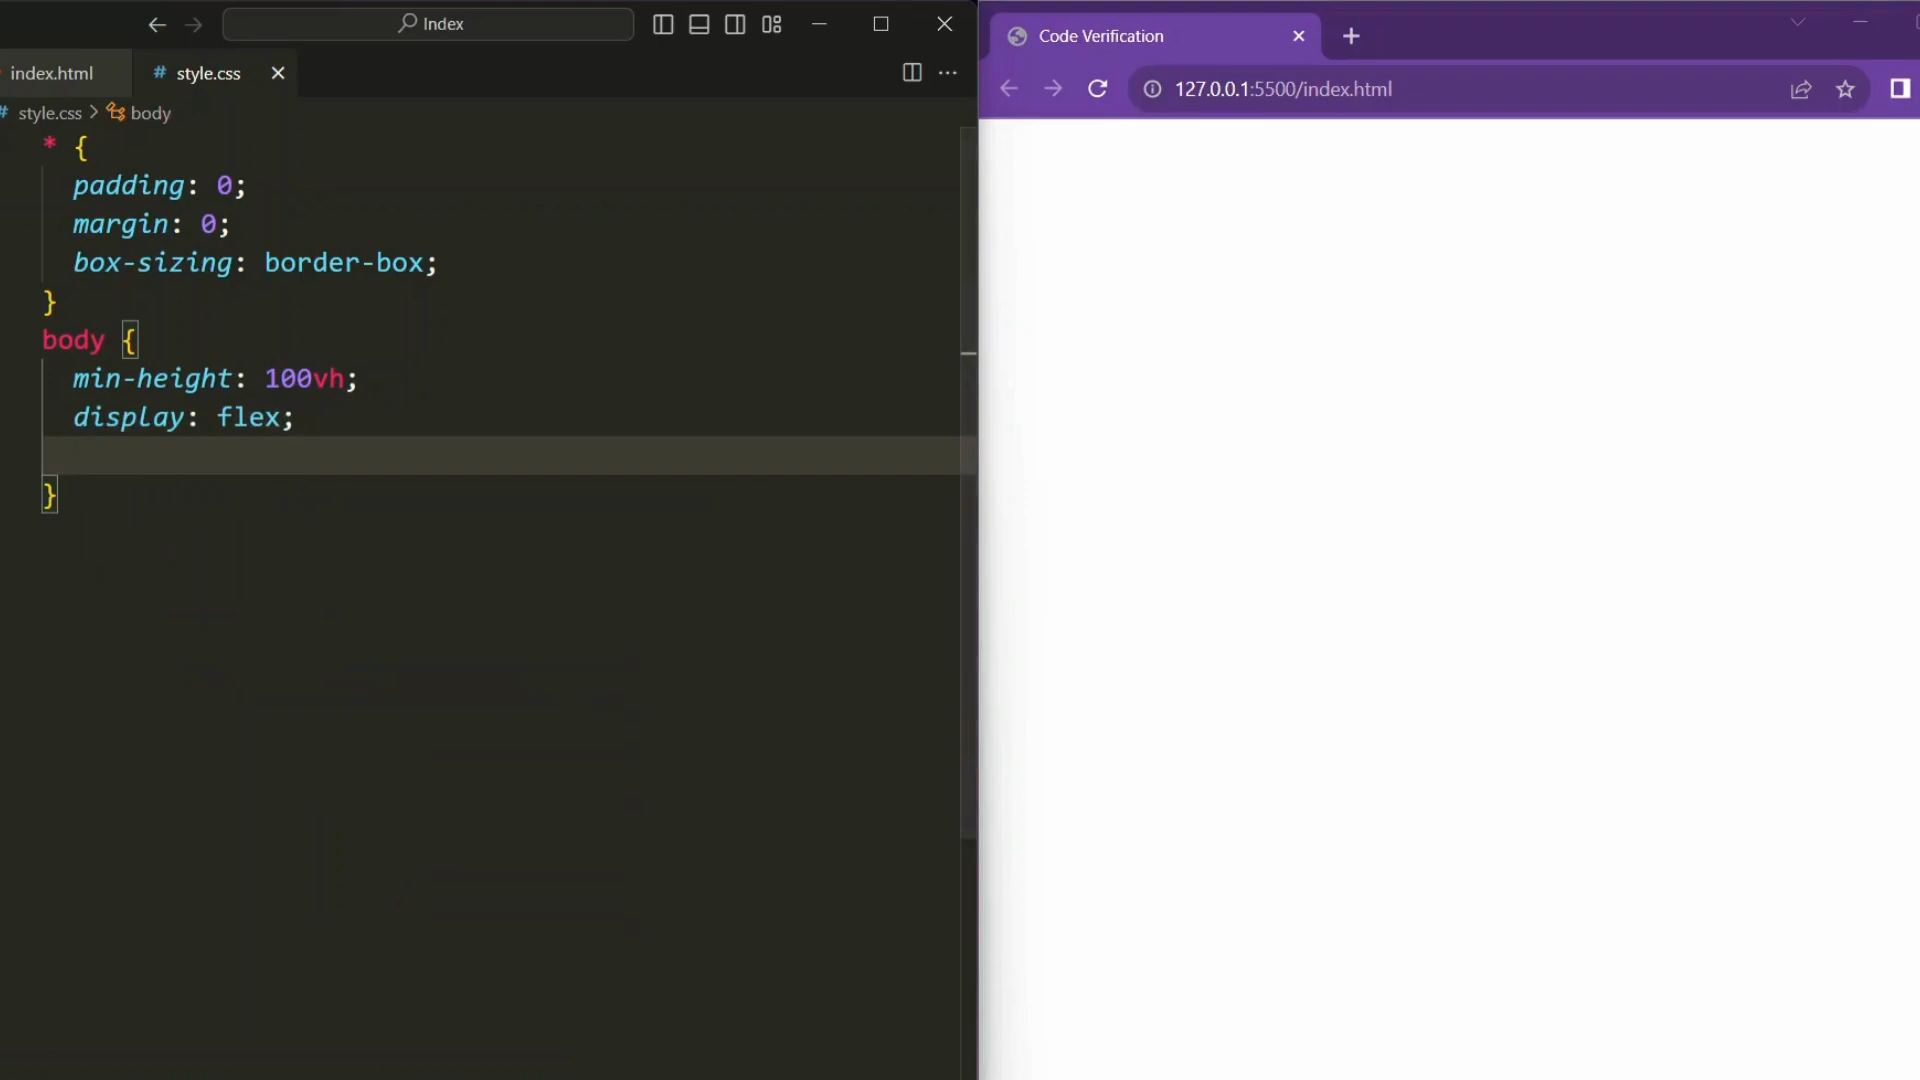 Index
index.html
# style.css
# style.css > body
* {
padding: 0;
margin: 0;
box-sizing: border-box;
}
body {
min-height: 100vh;
display: flex;
}
Code Verification
127.0.0.1:5500/index.html